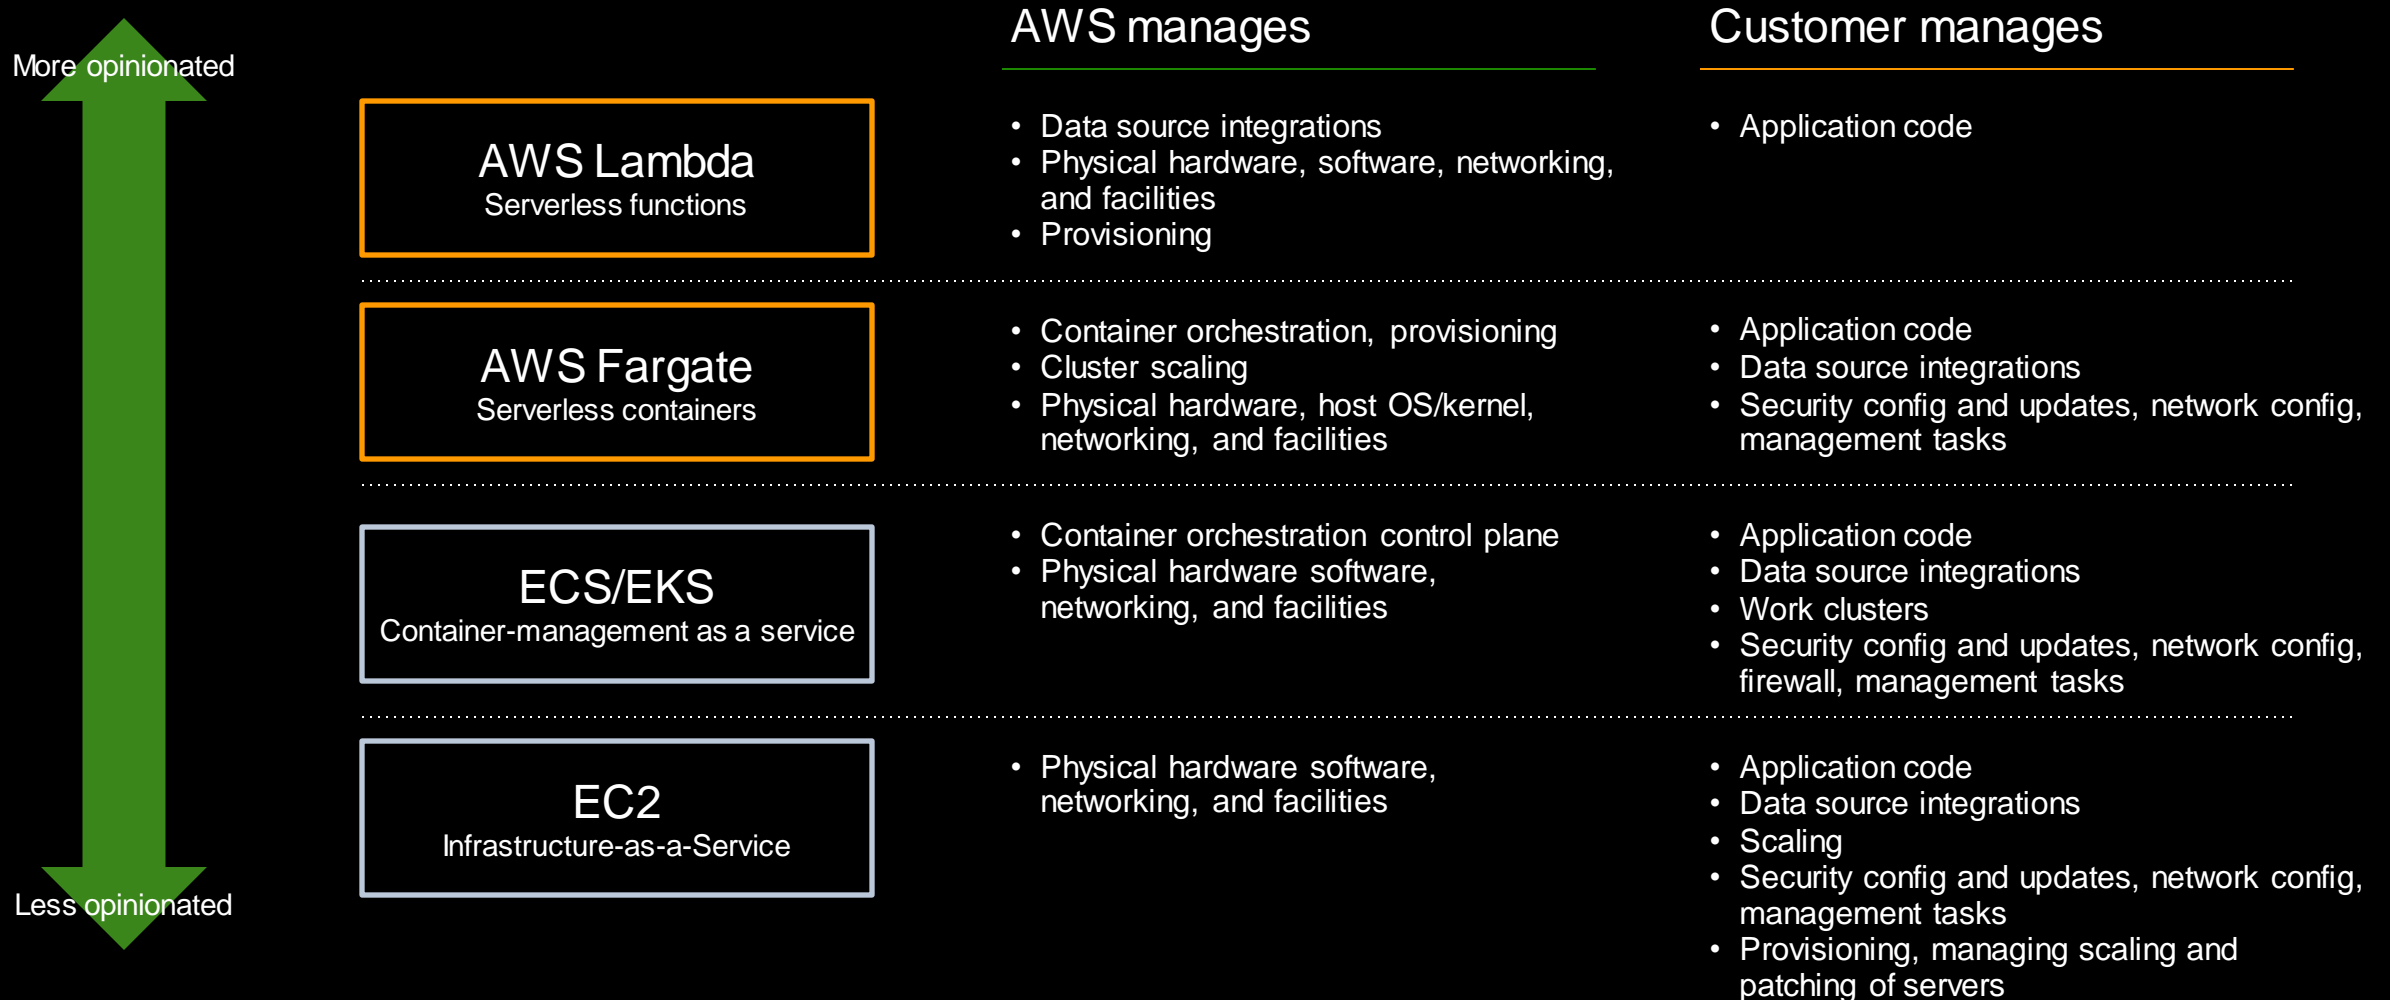 AWS manages
Customer manages
More opinionated
AWS Lambda
Serverless functions
• Data source integrations
• Physical hardware, software, networking,
and facilities
• Provisioning
• Application code
AWS Fargate
Serverless containers
• Container orchestration, provisioning
• Cluster scaling
• Physical hardware, host OS/kernel,
networking, and facilities
• Application code
• Data source integrations
• Security config and updates, network config,
management tasks
ECS/EKS
Container-management as a service
• Container orchestration control plane
• Physical hardware software,
networking, and facilities
• Application code
• Data source integrations
• Work clusters
• Security config and updates, network config,
firewall, management tasks
EC2
Infrastructure-as-a-Service
• Physical hardware software,
networking, and facilities
• Application code
• Data source integrations
• Scaling
• Security config and updates, network config,
management tasks
• Provisioning, managing scaling and
patching of servers
Less opinionated